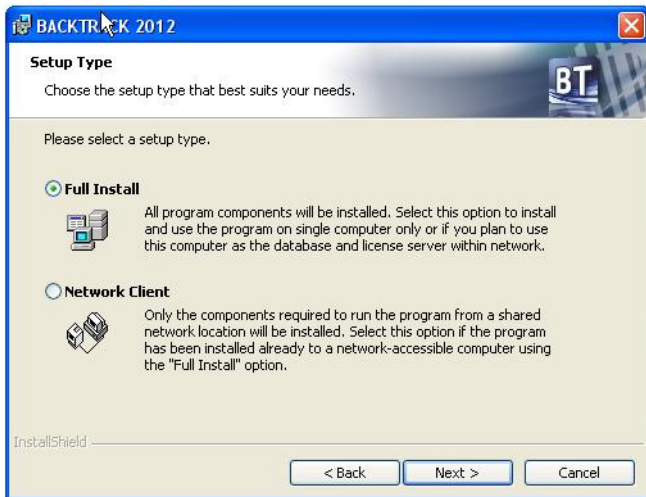 BACKTRACK 2012
Setup Type
Choose the setup type that best suits your needs.
BT
Please select a setup type.
Full Install
All program components will be installed. Select this option to install
and use the program on single computer only or if you plan to use
this computer as the database and license server within network.
Network Client
Only the components required to run the program from a shared
network location will be installed. Select this option if the program
has been installed already to a network-accessible computer using
the "Full Install" option.
InstallShield
< Back
Next >
Cancel